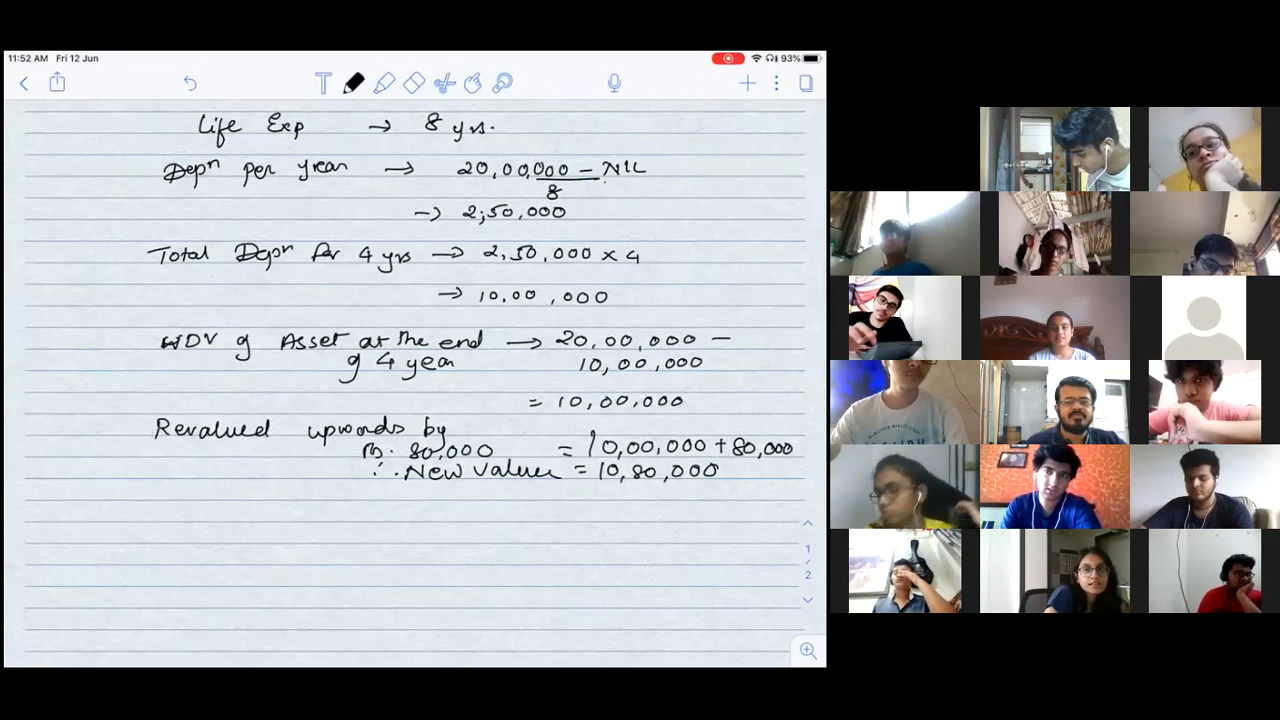 11:52 AM Fri 12 Jun
93%
T
Life Exp → 8 yrs.
Depn per year → 20,00,000 - NIL
8
→ 2,50,000
Total Depn for 4 yrs → 2,50,000 x 4
→ 10,00,000
WDV of Asset at the end → 20,00,000 -
of 4 year 10,00,000
= 10,00,000
Revalued upwards by
Rs. 80,000 = 10,00,000 + 80,000
∴ New Value = 10,80,000
1
/
2